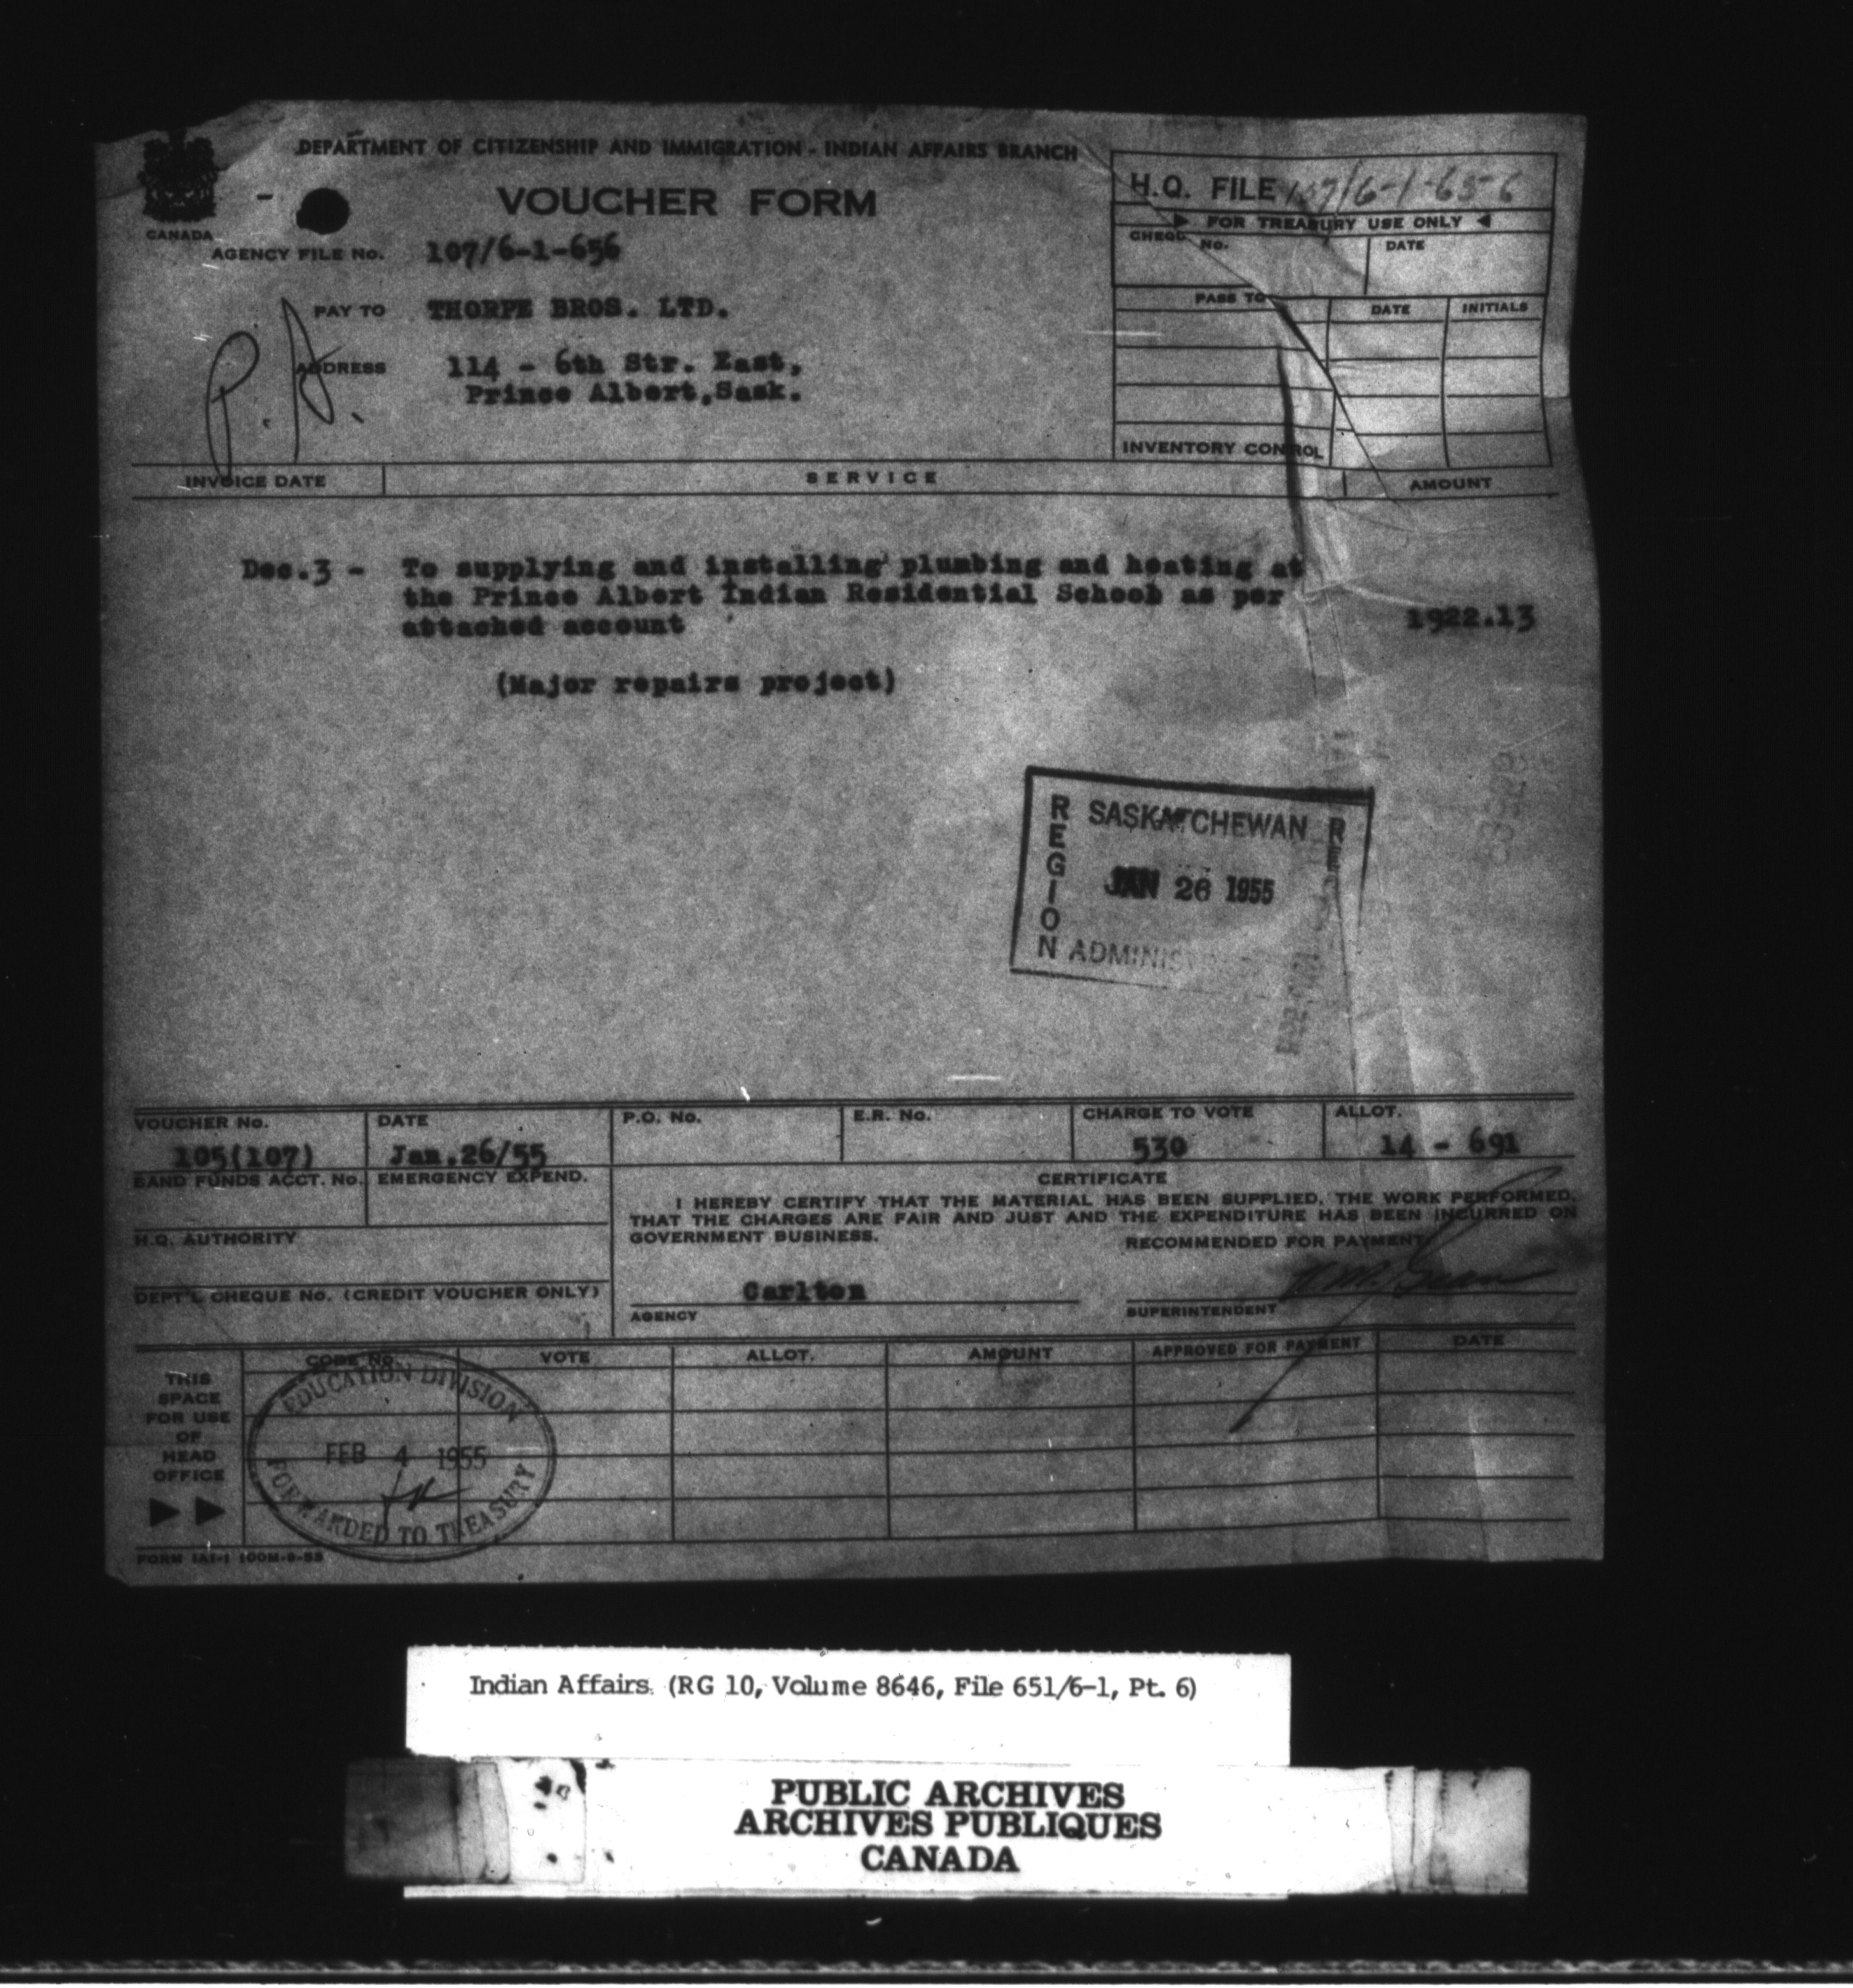 DEPARTMENT OF CITIZENSHIP AND IMMIGRATION - INDIAN AFFAIRS BRANCH
VOUCHER FORM
CANADA
H.Q. FILE 107/6-1-656
FOR TREASURY USE ONLY
CHEQUE No. DATE
AGENCY FILE No. 107/6-1-656
PAY TO THORPE BROS. LTD.
PASS TO DATE INITIALS
P.A.
ADDRESS 114 - 6th Str. East,
Prince Albert,Sask.
INVENTORY CONTROL
INVOICE DATE SERVICE AMOUNT
Dec.3 - To supplying and installing plumbing and heating at
the Prince Albert Indian Residential School as per
attached account 1922.13
(Major repairs project)
REGION SASKATCHEWAN
JAN 26 1955
VOUCHER No. DATE P.O. No. E.R. No. CHARGE TO VOTE ALLOT.
105(107) Jan.26/55 530 14 - 691
BAND FUNDS ACCT. No. EMERGENCY EXPEND. CERTIFICATE
I HEREBY CERTIFY THAT THE MATERIAL HAS BEEN SUPPLIED, THE WORK PERFORMED,
THAT THE CHARGES ARE FAIR AND JUST AND THE EXPENDITURE HAS BEEN INCURRED ON
GOVERNMENT BUSINESS. RECOMMENDED FOR PAYMENT
H.Q. AUTHORITY
DEPT'L CHEQUE No. (CREDIT VOUCHER ONLY) Carlton
AGENCY SUPERINTENDENT
CODE NO. VOTE ALLOT. AMOUNT APPROVED FOR PAYMENT DATE
THIS
SPACE
FOR USE
OF
HEAD
OFFICE
EDUCATION DIVISION
FEB 4 1955
FORWARDED TO TREASURY
FORM IA1-1 100M-9-53
Indian Affairs. (RG 10, Volume 8646, File 651/6-1, Pt. 6)
PUBLIC ARCHIVES
ARCHIVES PUBLIQUES
CANADA